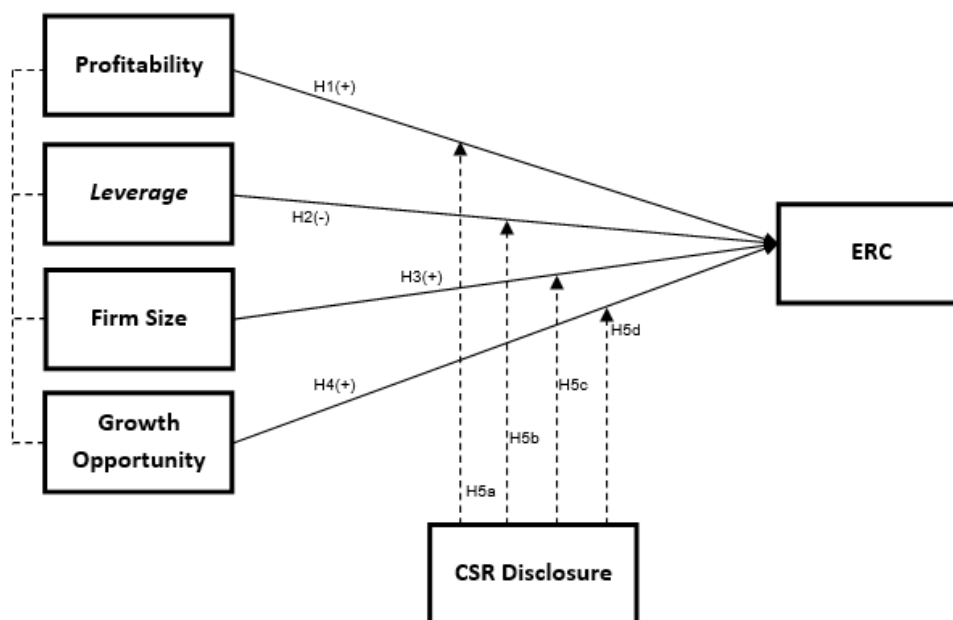 Profitability
H1(+)
Leverage
H2(-)
ERC
H3(+)
Firm Size
H5d
H4(+)
H5c
Growth
Opportunity
H5b
H5a
CSR Disclosure